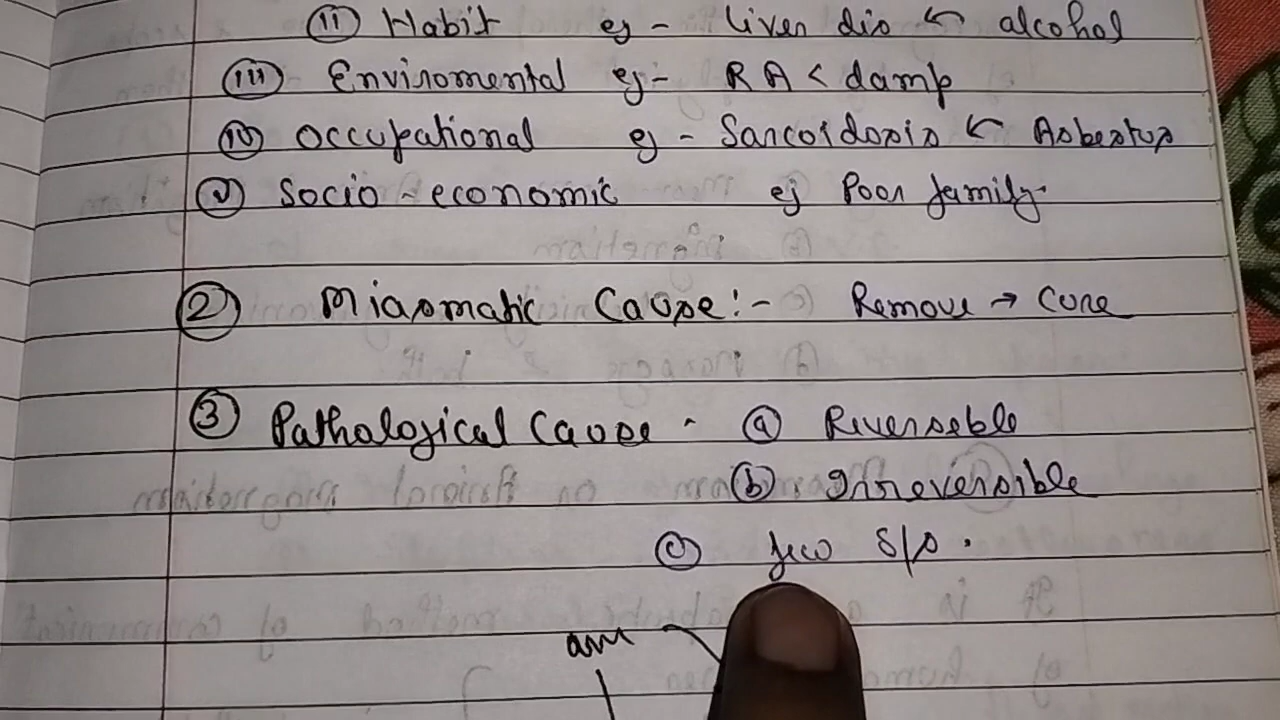 (ii) Habit eg - liver dis ← alcohol
(iii) Enviromental eg - RA < damp
(iv) Occupational eg - Sarcoidosis ← Asbestos
(v) Socio - economic eg Poor family.
(2) Miasmatic Cause :- Remove → Cure
(3) Pathological Cause - (a) Riverseble
(b) Irreversible
(c) few S/S.